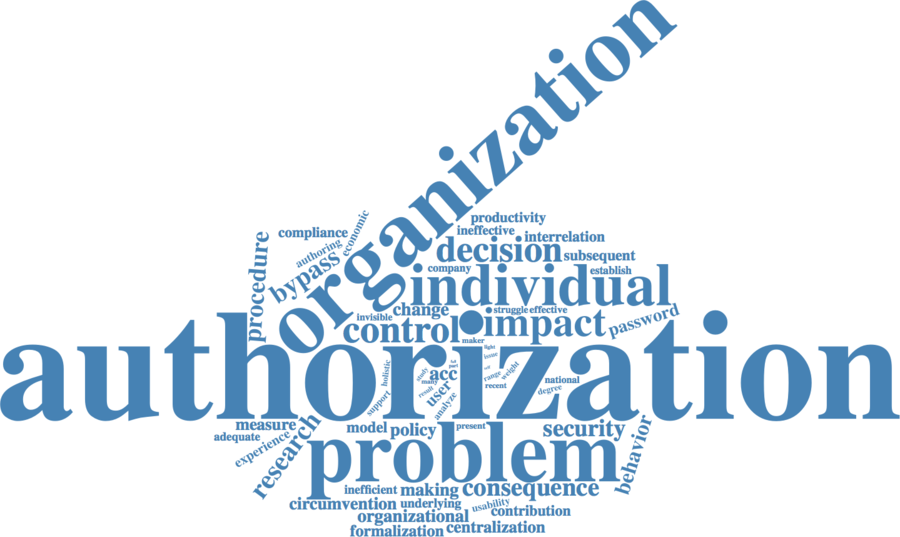 organization
productivity
compliance
ineffective
economic
authoring
interrelation
decision
subsequent
procedure
bypass
company
establish
individual
change
struggle
effective
invisible
control
impact
password
maker
authorization
light
issue
holistic
study
part
acc
many
range
weight
recent
national
degree
result
user
support
analyze
measure
adequate
model
policy
present
security
experience
research
problem
behavior
inefficient
making
consequence
circumvention
underlying
usability
contribution
organizational
formalization
centralization